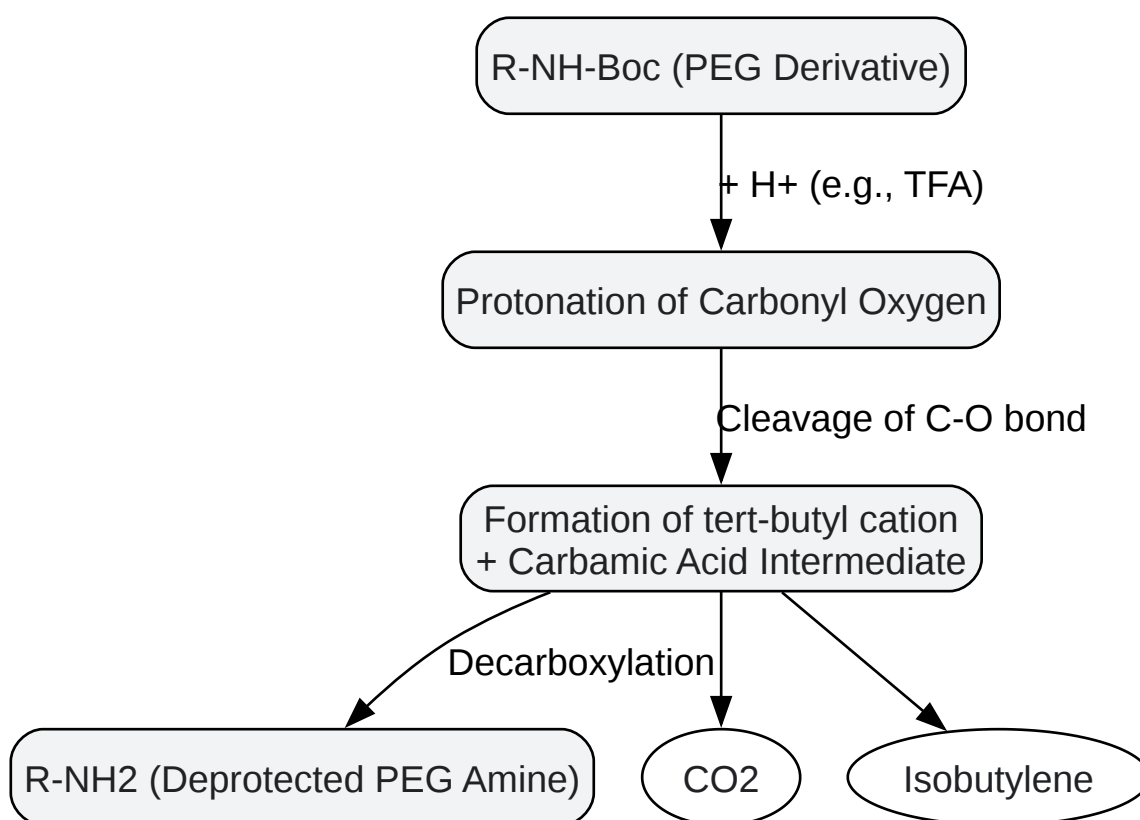 R-NH-Boc (PEG Derivative)
+ H+ (e.g., TFA)
Protonation of Carbonyl Oxygen
Cleavage of C-O bond
Formation of tert-butyl cation
+ Carbamic Acid Intermediate
Decarboxylation
R-NH2 (Deprotected PEG Amine)
CO2
Isobutylene